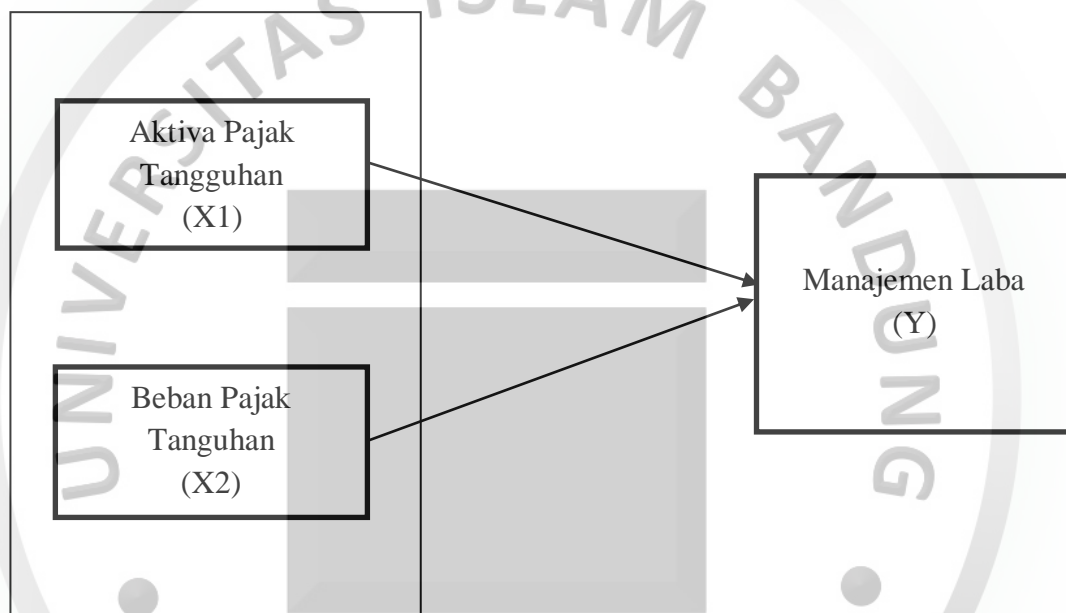 UNIVERSITAS ISLAM BANDUNG
Aktiva Pajak
Tangguhan
(X1)
Beban Pajak
Tanguhan
(X2)
Manajemen Laba
(Y)